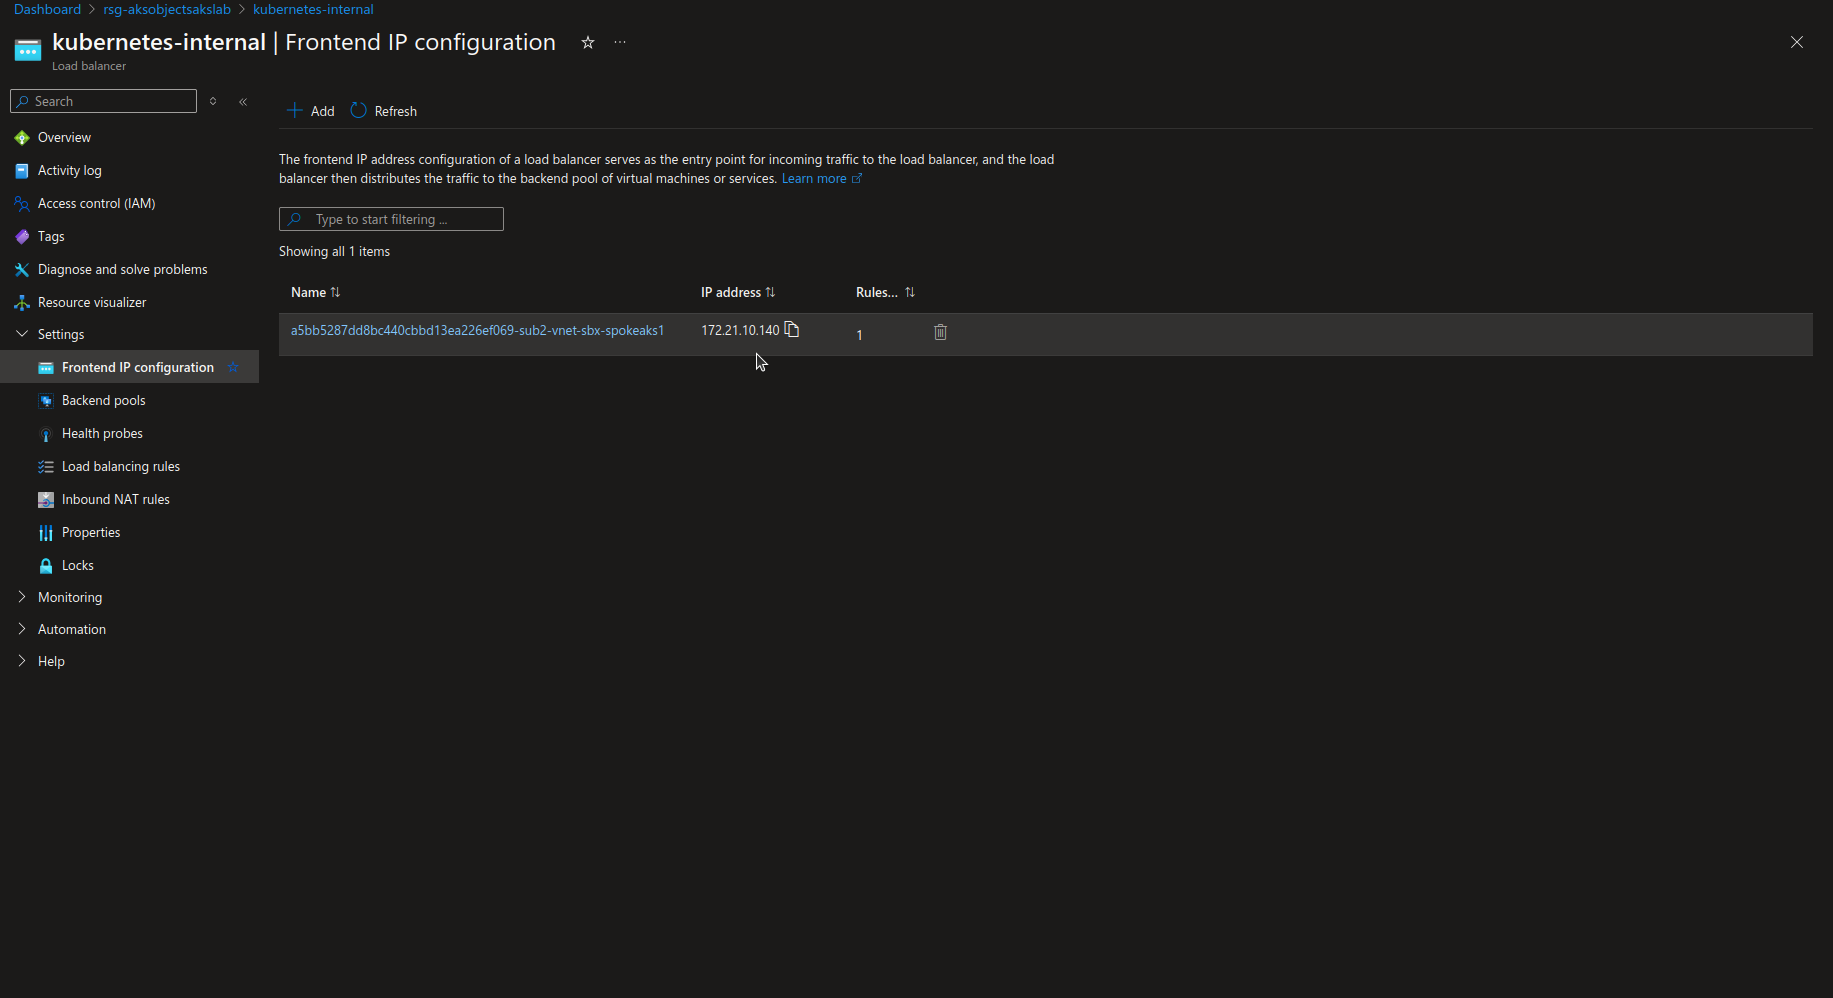 Dashboard > rsg-aksobjectsakslab > kubernetes-internal
kubernetes-internal | Frontend IP configuration
Load balancer
Search
Overview
Activity log
Access control (IAM)
Tags
Diagnose and solve problems
Resource visualizer
Settings
Frontend IP configuration
Backend pools
Health probes
Load balancing rules
Inbound NAT rules
Properties
Locks
Monitoring
Automation
Help
Add Refresh
The frontend IP address configuration of a load balancer serves as the entry point for incoming traffic to the load balancer, and the load
balancer then distributes the traffic to the backend pool of virtual machines or services. Learn more
Type to start filtering ...
Showing all 1 items
Name IP address Rules...
a5bb5287dd8bc440cbbd13ea226ef069-sub2-vnet-sbx-spokeaks1 172.21.10.140 1